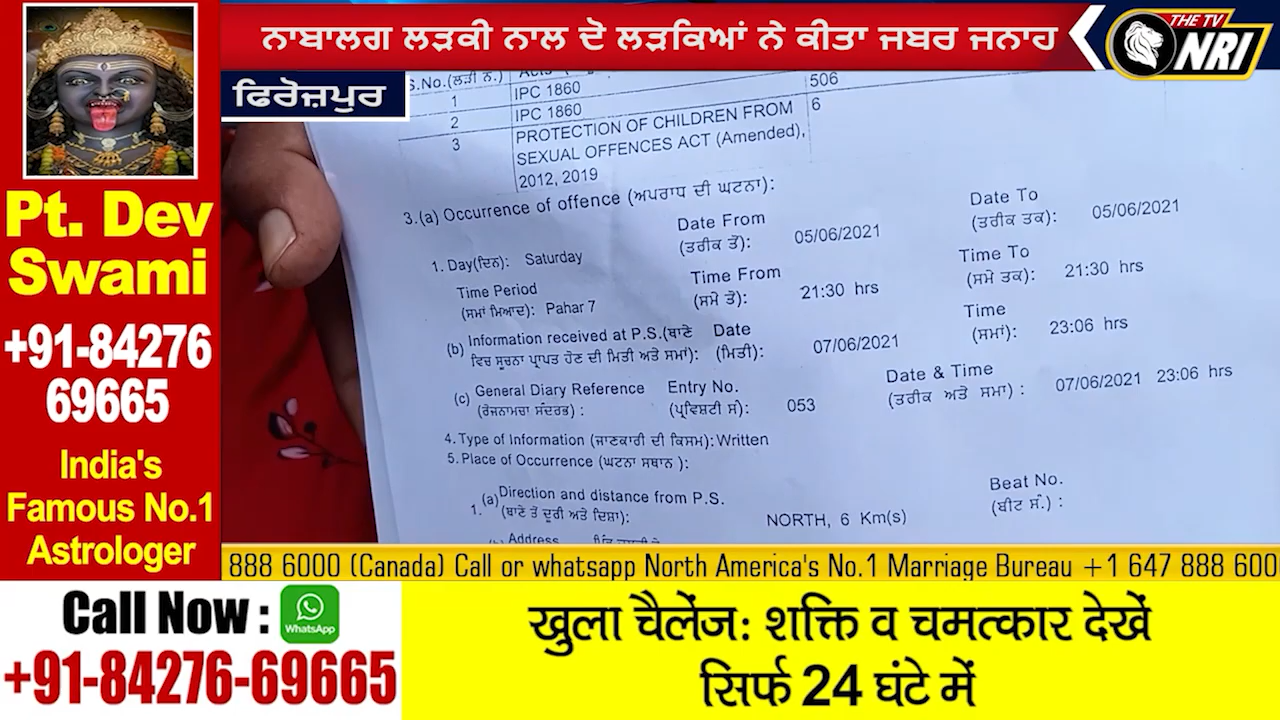 ਨਾਬਾਲਗ ਲੜਕੀ ਨਾਲ ਦੋ ਲੜਕਿਆਂ ਨੇ ਕੀਤਾ ਜਬਰ ਜਨਾਹ
THE TV
NRI
ਫਿਰੋਜ਼ਪੁਰ
Pt. Dev
Swami
+91-84276
69665
India's
Famous No.1
Astrologer
S.No.(ਲੜੀ ਨੰ.)
1 IPC 1860 506
2 IPC 1860
3 PROTECTION OF CHILDREN FROM 6
SEXUAL OFFENCES ACT (Amended),
2012, 2019
3.(a) Occurrence of offence (ਅਪਰਾਧ ਦੀ ਘਟਨਾ):
1. Day(ਦਿਨ): Saturday
Date From
(ਤਰੀਕ ਤੋਂ): 05/06/2021
Date To
(ਤਰੀਕ ਤਕ): 05/06/2021
Time Period
(ਸਮਾਂ ਮਿਆਦ): Pahar 7
Time From
(ਸਮੇ ਤੋ): 21:30 hrs
Time To
(ਸਮੇ ਤਕ): 21:30 hrs
(b) Information received at P.S.(ਥਾਣੇ
ਵਿਚ ਸੂਚਨਾ ਪ੍ਰਾਪਤ ਹੋਣ ਦੀ ਮਿਤੀ ਅਤੇ ਸਮਾਂ):
Date
(ਮਿਤੀ): 07/06/2021
Time
(ਸਮਾਂ): 23:06 hrs
(c) General Diary Reference
(ਰੋਜ਼ਨਾਮਚਾ ਸੰਦਰਭ) :
Entry No.
(ਪ੍ਰਵਿਸ਼ਟੀ ਸੰ): 053
Date & Time
(ਤਰੀਕ ਅਤੇ ਸਮਾ) : 07/06/2021 23:06 hrs
4. Type of Information (ਜਾਣਕਾਰੀ ਦੀ ਕਿਸਮ): Written
5. Place of Occurrence (ਘਟਨਾ ਸਥਾਨ ):
1. (a) Direction and distance from P.S.
(ਥਾਣੇ ਤੋਂ ਦੂਰੀ ਅਤੇ ਦਿਸ਼ਾ): NORTH, 6 Km(s)
Beat No.
(ਬੀਟ ਸੰ.) :
Address
888 6000 (Canada) Call or whatsapp North America's No.1 Marriage Bureau +1 647 888 600
Call Now :
WhatsApp
+91-84276-69665
खुला चैलेंज: शक्ति व चमत्कार देखें
सिर्फ 24 घंटे में